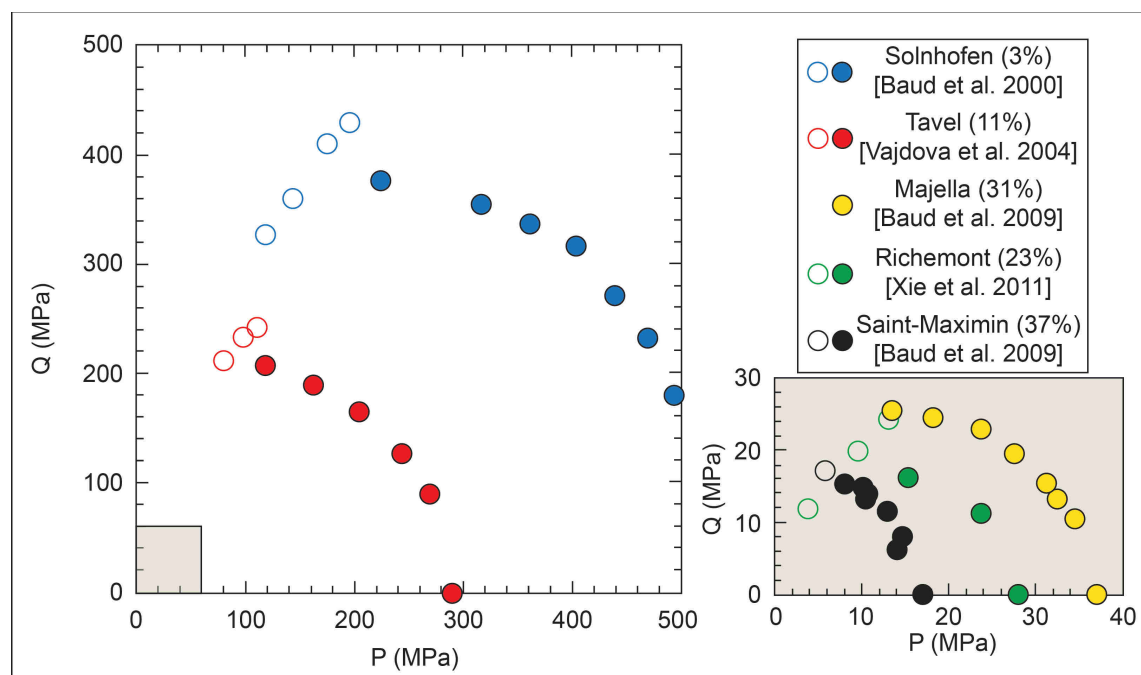 500
400
300
200
100
0
Q (MPa)
0
100
200
300
400
500
P (MPa)
Solnhofen (3%)
[Baud et al. 2000]
Tavel (11%)
[Vajdova et al. 2004]
Majella (31%)
[Baud et al. 2009]
Richemont (23%)
[Xie et al. 2011]
Saint-Maximin (37%)
[Baud et al. 2009]
30
20
10
0
Q (MPa)
0
10
20
30
40
P (MPa)